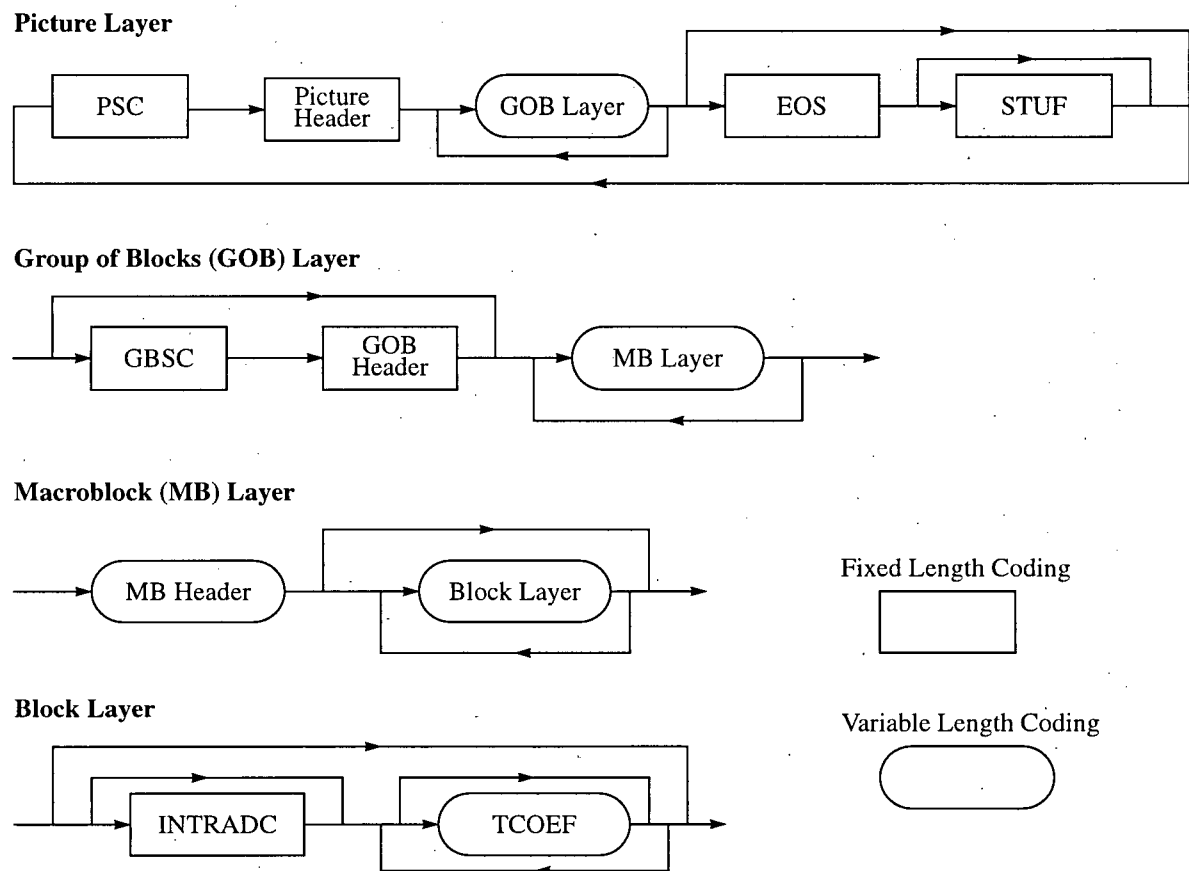 Picture Layer
PSC
Picture
Header
GOB Layer
EOS
STUF
Group of Blocks (GOB) Layer
GBSC
GOB
Header
MB Layer
Macroblock (MB) Layer
MB Header
Block Layer
Fixed Length Coding
Block Layer
INTRADC
TCOEF
Variable Length Coding